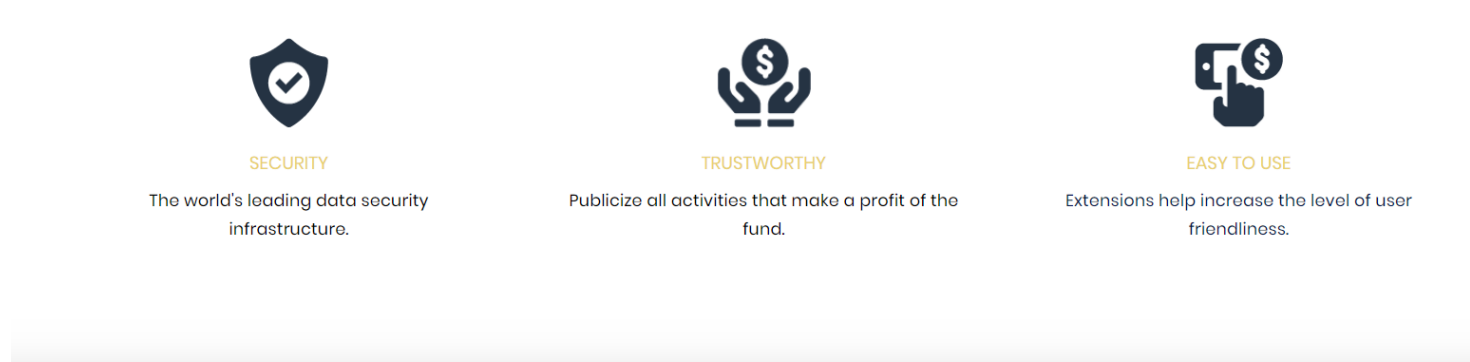 SECURITY
The world's leading data security
infrastructure.
TRUSTWORTHY
Publicize all activities that make a profit of the
fund.
EASY TO USE
Extensions help increase the level of user
friendliness.